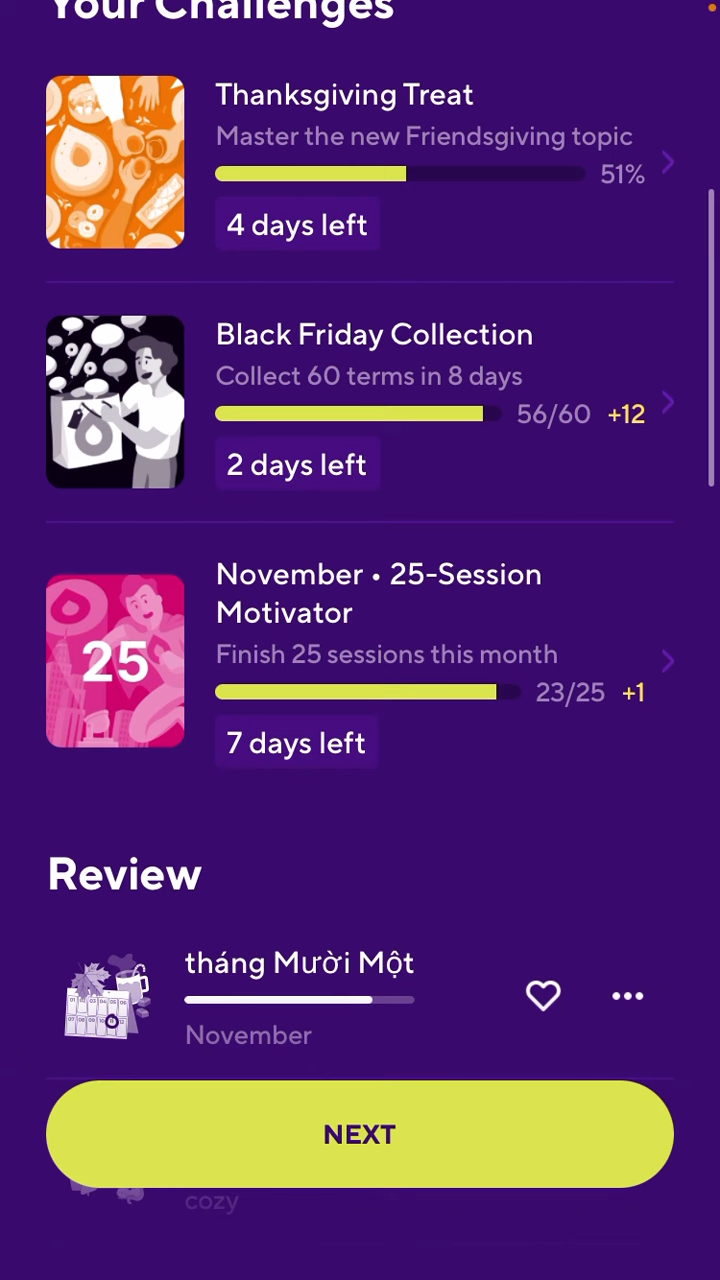 Your Challenges
Thanksgiving Treat
Master the new Friendsgiving topic
51%
4 days left
Black Friday Collection
Collect 60 terms in 8 days
56/60 +12
2 days left
25
November • 25-Session
Motivator
Finish 25 sessions this month
23/25 +1
7 days left
Review
tháng Mười Một
November
NEXT
cozy